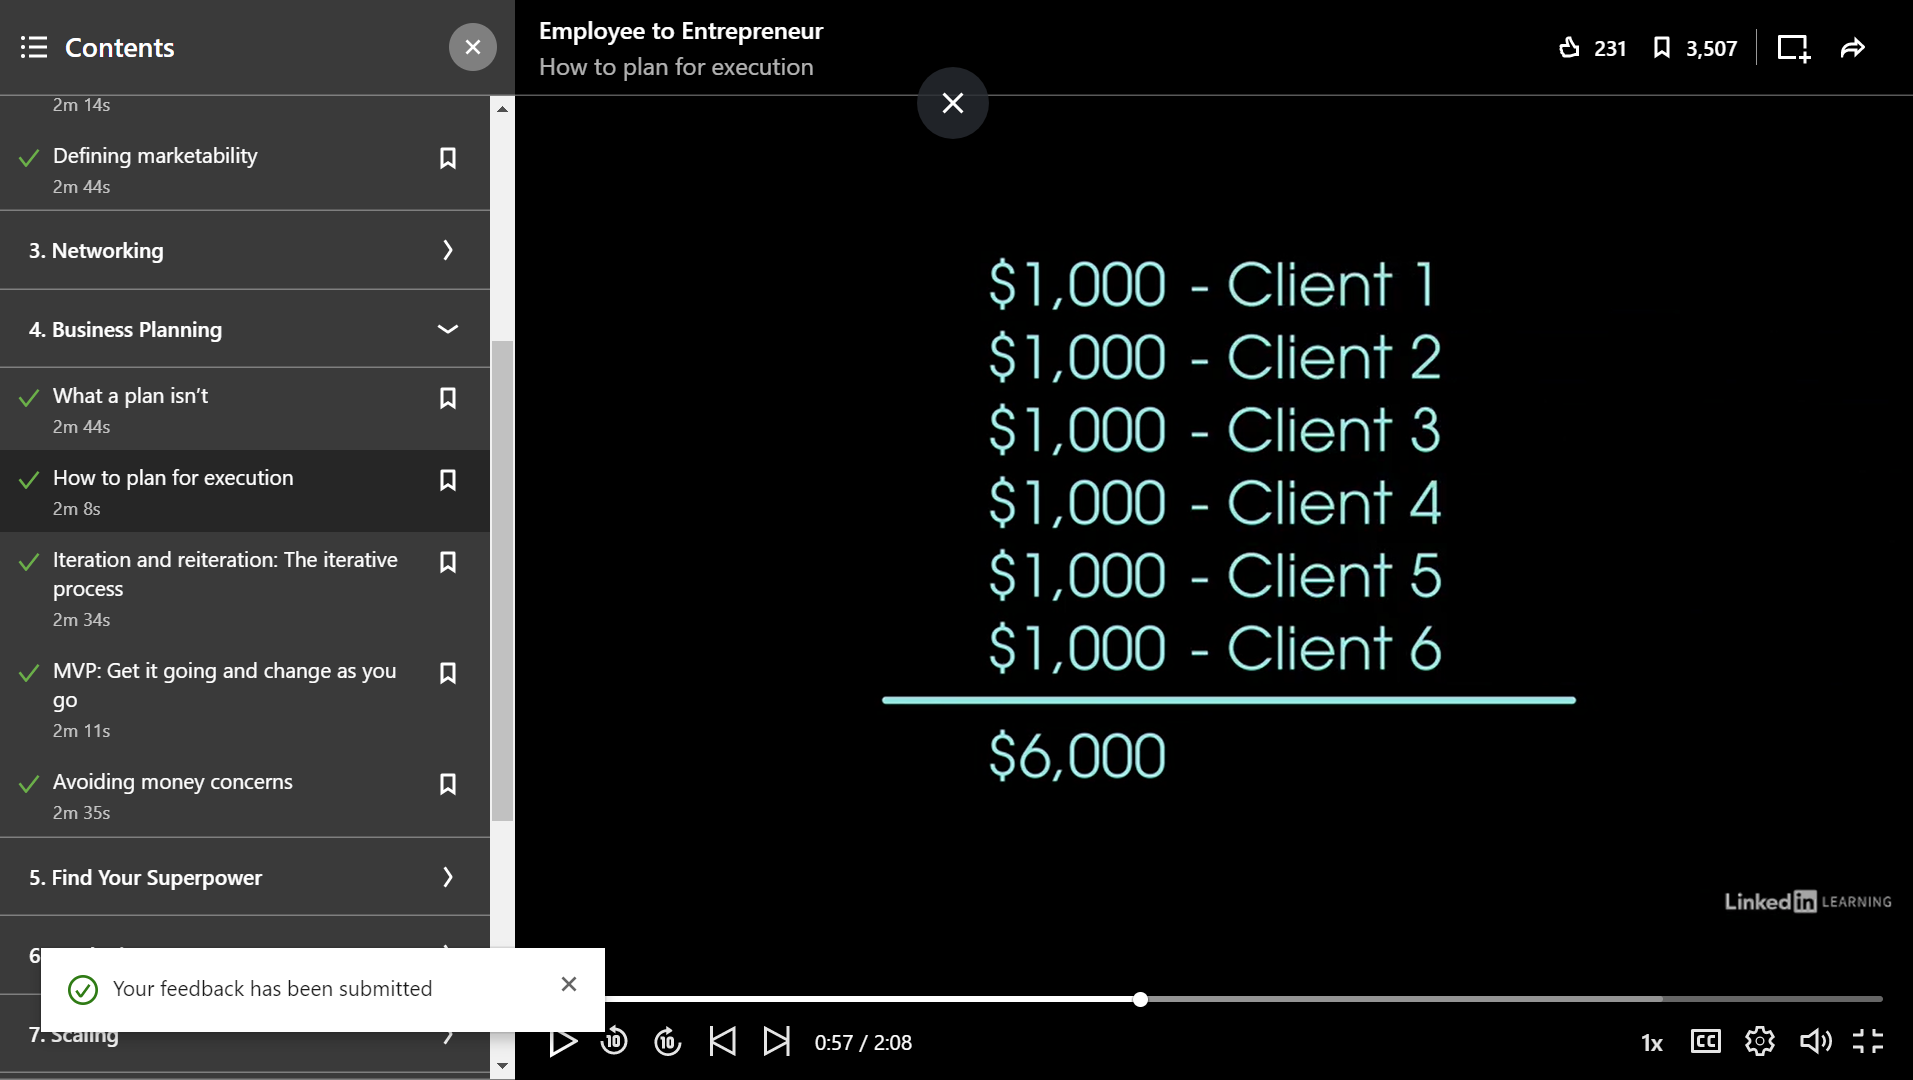 Contents
2m 14s
Defining marketability
2m 44s
3. Networking
4. Business Planning
What a plan isn't
2m 44s
How to plan for execution
2m 8s
Iteration and reiteration: The iterative
process
2m 34s
MVP: Get it going and change as you
go
2m 11s
Avoiding money concerns
2m 35s
5. Find Your Superpower
6
Your feedback has been submitted
7. Scaling
Employee to Entrepreneur
How to plan for execution
231
3,507
$1,000 - Client 1
$1,000 - Client 2
$1,000 - Client 3
$1,000 - Client 4
$1,000 - Client 5
$1,000 - Client 6
$6,000
Linked in LEARNING
10
10
0:57 / 2:08
1x
CC